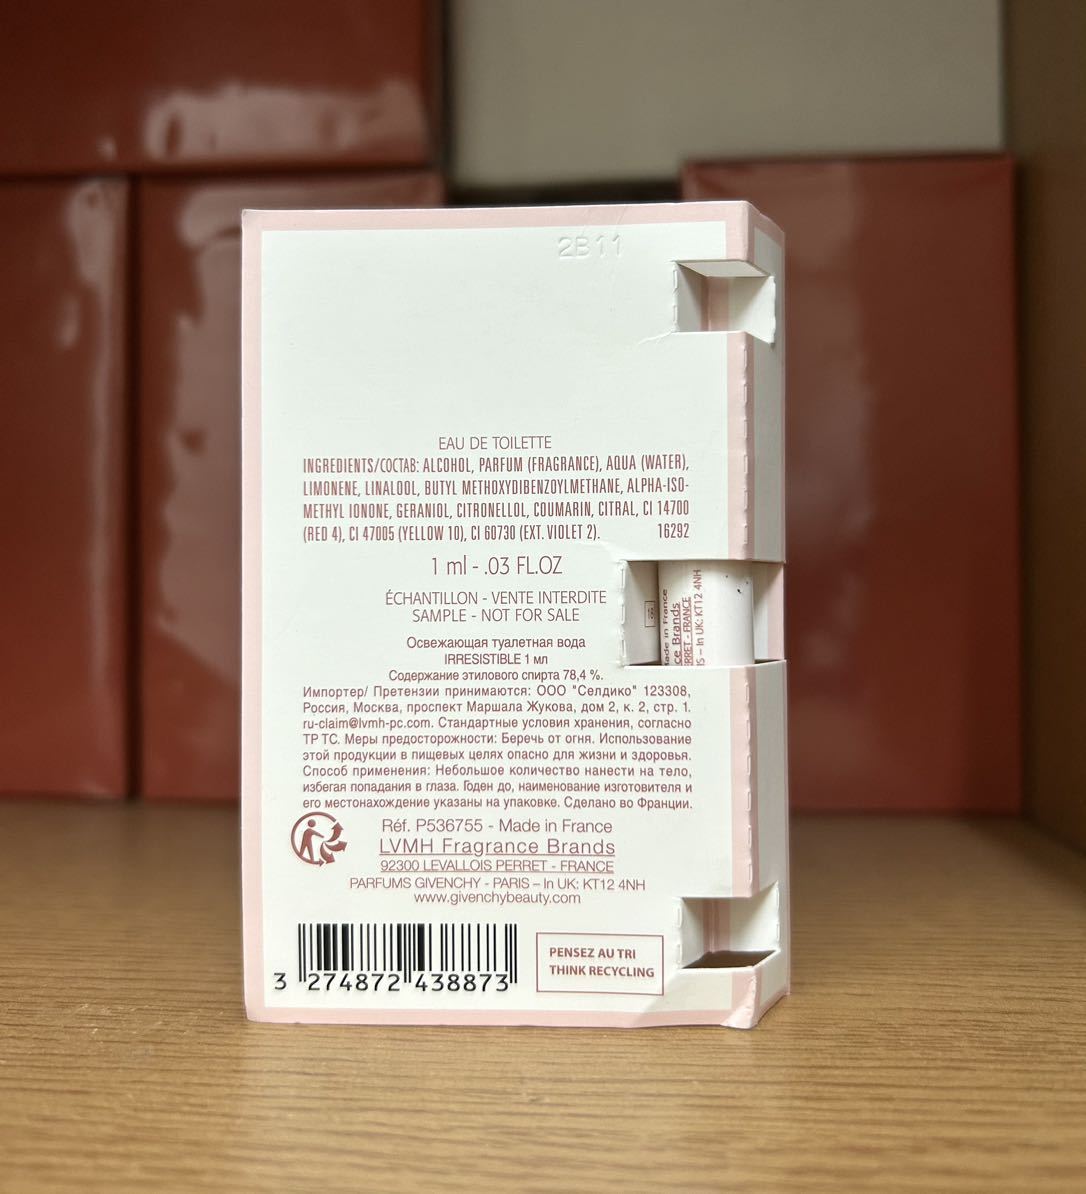 2B11
EAU DE TOILETTE
INGREDIENTS/СОСТАВ: ALCOHOL, PARFUM (FRAGRANCE), AQUA (WATER),
LIMONENE, LINALOOL, BUTYL METHOXYDIBENZOYLMETHANE, ALPHA-ISO-
METHYL IONONE, GERANIOL, CITRONELLOL, COUMARIN, CITRAL, CI 14700
(RED 4), CI 47005 (YELLOW 10), CI 60730 (EXT. VIOLET 2). 16292
1 ml - .03 FL.OZ
ÉCHANTILLON - VENTE INTERDITE
SAMPLE - NOT FOR SALE
Освежающая туалетная вода
IRRESISTIBLE 1 мл
Содержание этилового спирта 78,4 %.
Импортер/ Претензии принимаются: ООО "Селдико" 123308,
Россия, Москва, проспект Маршала Жукова, дом 2, к. 2, стр. 1.
ru-claim@lvmh-pc.com. Стандартные условия хранения, согласно
ТР ТС. Меры предосторожности: Беречь от огня. Использование
этой продукции в пищевых целях опасно для жизни и здоровья.
Способ применения: Небольшое количество нанести на тело,
избегая попадания в глаза. Годен до, наименование изготовителя и
его местонахождение указаны на упаковке. Сделано во Франции.
Réf. P536755 - Made in France
LVMH Fragrance Brands
92300 LEVALLOIS PERRET - FRANCE
PARFUMS GIVENCHY - PARIS – In UK: KT12 4NH
www.givenchybeauty.com
3 274872 438873
PENSEZ AU TRI
THINK RECYCLING
ade in France
ce Brands
RRET - FRANCE
IS – In UK: KT12 4NH